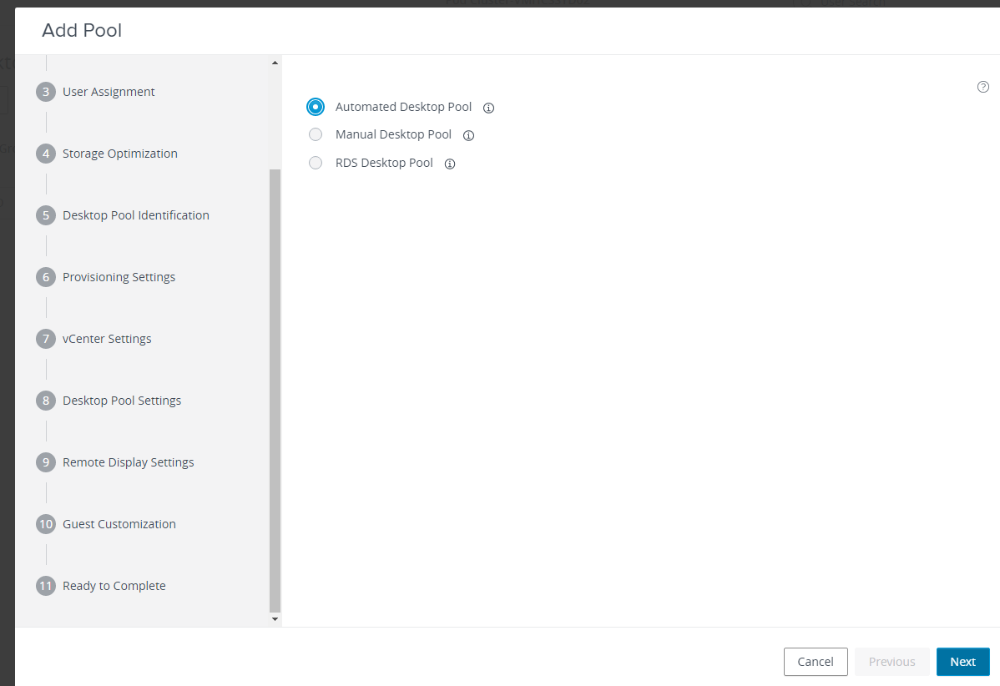 Add Pool
3 User Assignment
4 Storage Optimization
5 Desktop Pool Identification
6 Provisioning Settings
7 vCenter Settings
8 Desktop Pool Settings
9 Remote Display Settings
10 Guest Customization
11 Ready to Complete
?
Automated Desktop Pool
Manual Desktop Pool
RDS Desktop Pool
Cancel
Previous
Next